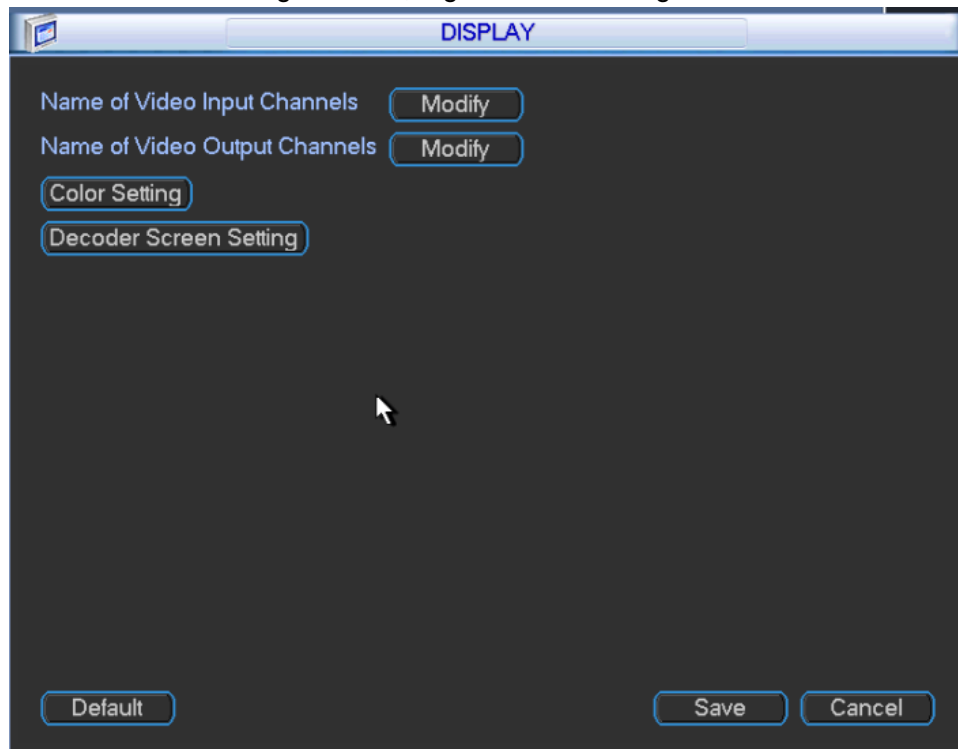 DISPLAY
Name of Video Input Channels Modify
Name of Video Output Channels Modify
Color Setting
Decoder Screen Setting
Default Save Cancel